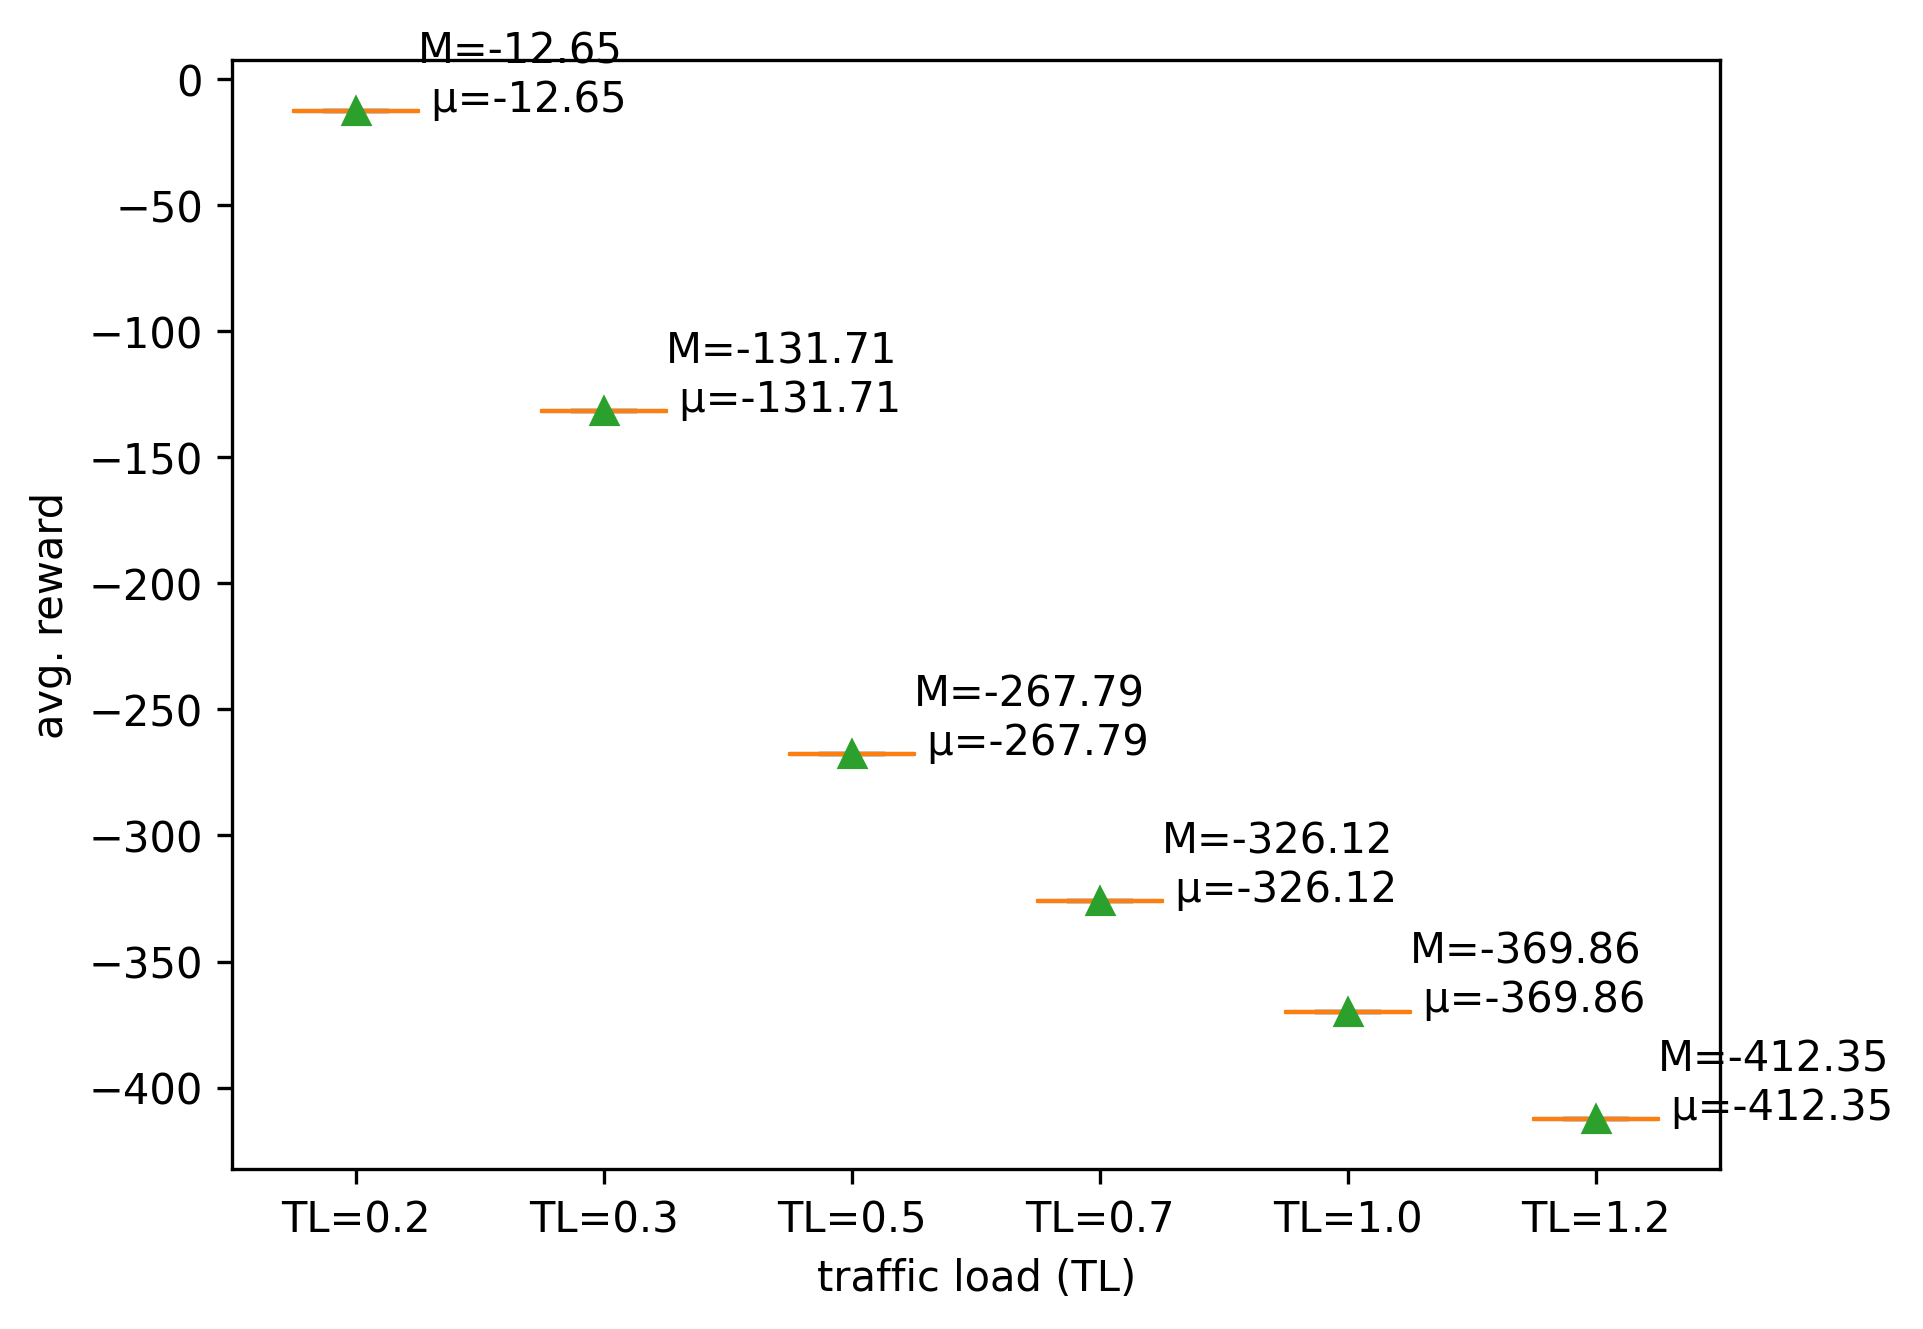 M=-12.65
μ=-12.65
M=-131.71
μ=-131.71
M=-267.79
μ=-267.79
M=-326.12
μ=-326.12
M=-369.86
μ=-369.86
M=-412.35
μ=-412.35
0
−50
−100
−150
−200
−250
−300
−350
−400
avg. reward
TL=0.2
TL=0.3
TL=0.5
TL=0.7
TL=1.0
TL=1.2
traffic load (TL)